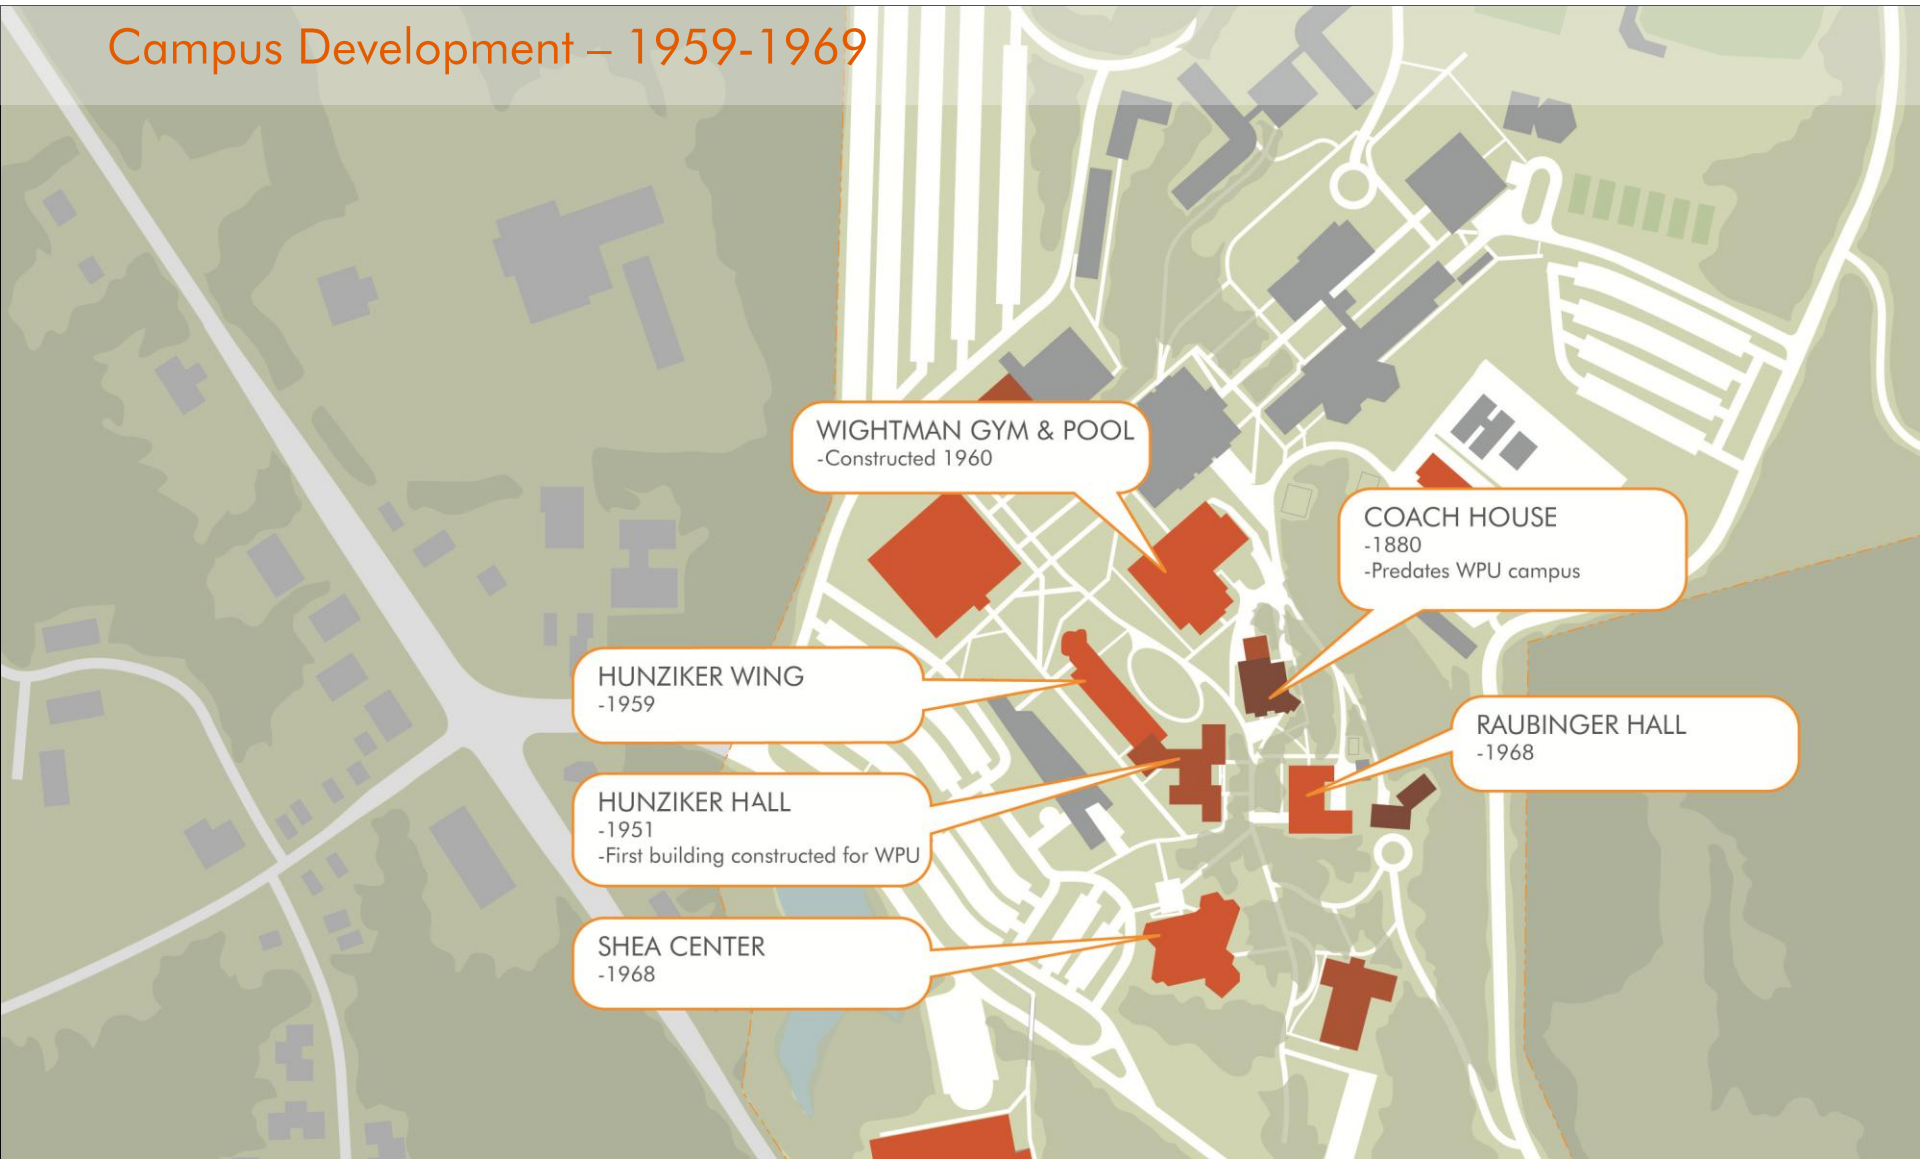 Campus Development – 1959-1969
WIGHTMAN GYM & POOL
-Constructed 1960
COACH HOUSE
-1880
-Predates WPU campus
HUNZIKER WING
-1959
RAUBINGER HALL
-1968
HUNZIKER HALL
-1951
-First building constructed for WPU
SHEA CENTER
-1968